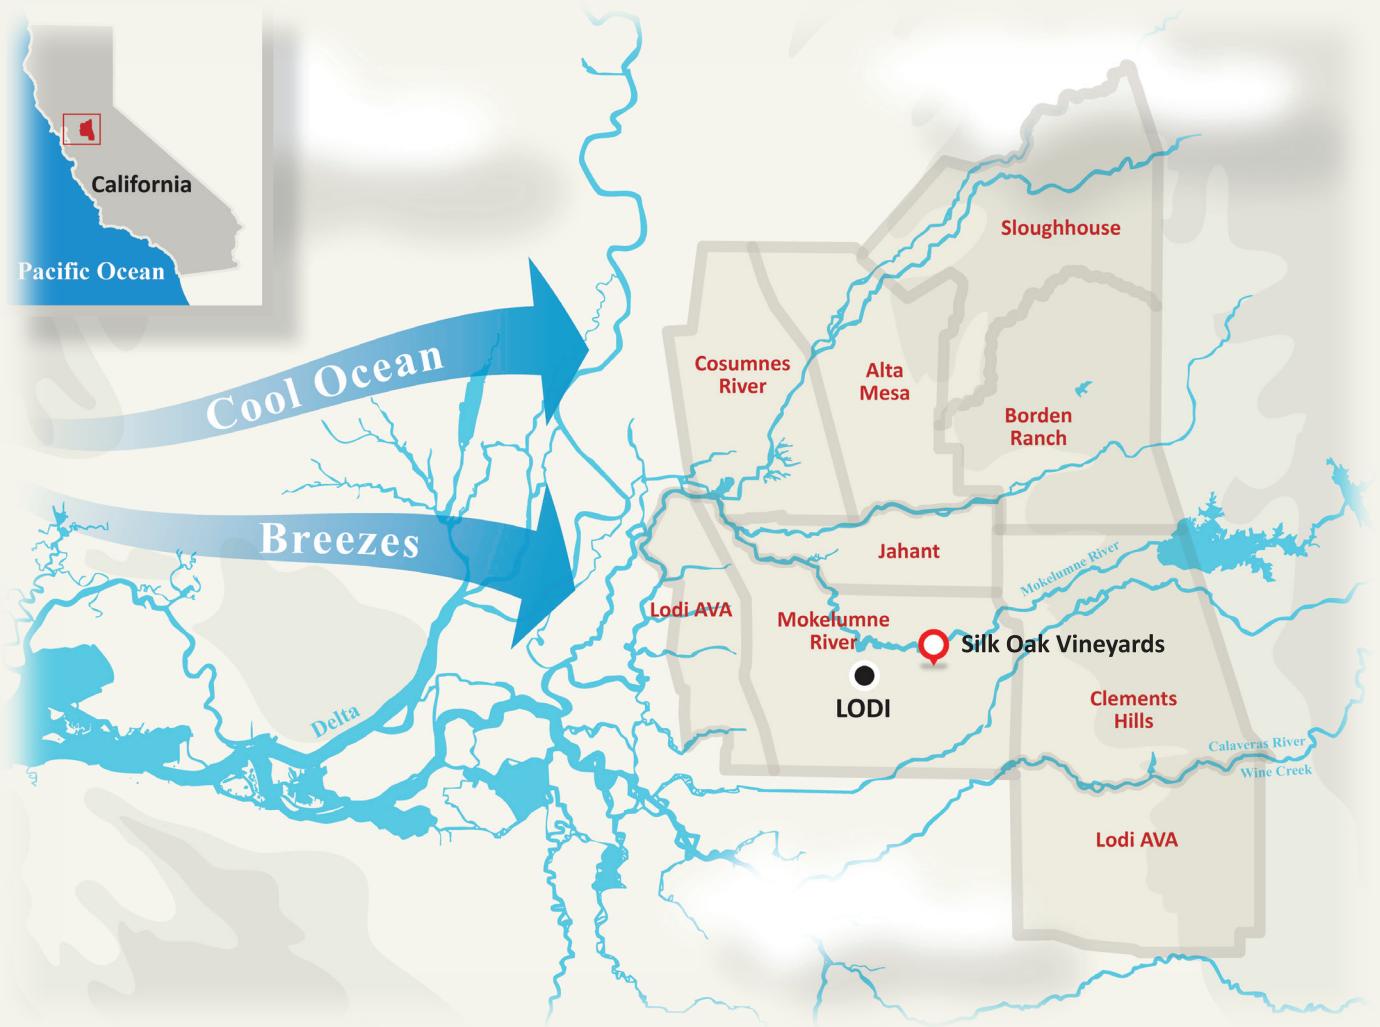 California
Pacific Ocean
Cool Ocean
Breezes
Sloughhouse
Cosumnes
River
Alta
Mesa
Borden
Ranch
Jahant
Mokelumne River
Lodi AVA
Mokelumne
River
Silk Oak Vineyards
LODI
Clements
Hills
Delta
Calaveras River
Wine Creek
Lodi AVA